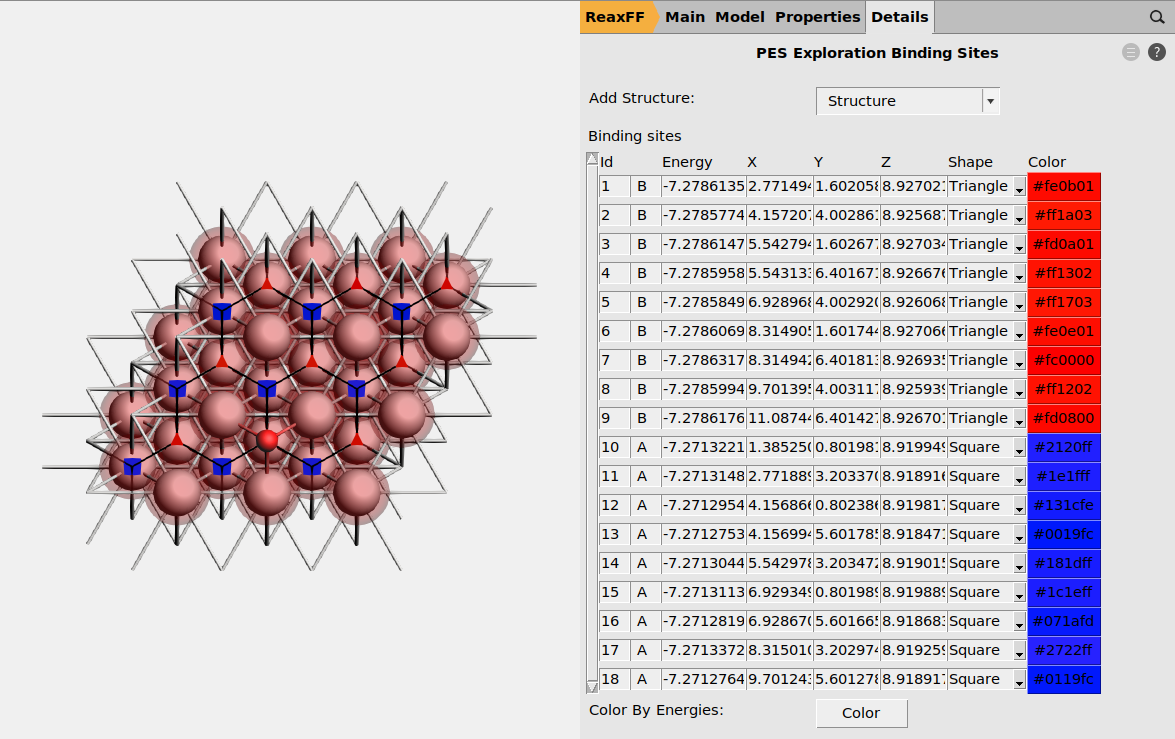 ReaxFF Main Model Properties Details
PES Exploration Binding Sites
?
Add Structure: Structure
Binding sites
Id Energy X Y Z Shape Color
1 B -7.2786135 2.771494 1.602058 8.927021 Triangle #fe0b01
2 B -7.2785774 4.157207 4.002861 8.925687 Triangle #ff1a03
3 B -7.2786147 5.542794 1.602677 8.927034 Triangle #fd0a01
4 B -7.2785958 5.543133 6.401671 8.926676 Triangle #ff1302
5 B -7.2785849 6.928968 4.002920 8.926068 Triangle #ff1703
6 B -7.2786069 8.314905 1.601744 8.927066 Triangle #fe0e01
7 B -7.2786317 8.314942 6.401813 8.926935 Triangle #fc0000
8 B -7.2785994 9.701395 4.003117 8.925939 Triangle #ff1202
9 B -7.2786176 11.08744 6.401427 8.926701 Triangle #fd0800
10 A -7.2713221 1.385250 0.801981 8.919949 Square #2120ff
11 A -7.2713148 2.771889 3.203370 8.918916 Square #1e1fff
12 A -7.2712954 4.156866 0.802386 8.919817 Square #131cfe
13 A -7.2712753 4.156994 5.601785 8.918471 Square #0019fc
14 A -7.2713044 5.542978 3.203472 8.919015 Square #181dff
15 A -7.2713113 6.929349 0.801989 8.919889 Square #1c1eff
16 A -7.2712819 6.928670 5.601665 8.918683 Square #071afd
17 A -7.2713372 8.315010 3.202974 8.919259 Square #2722ff
18 A -7.2712764 9.701243 5.601278 8.918917 Square #0119fc
Color By Energies: Color